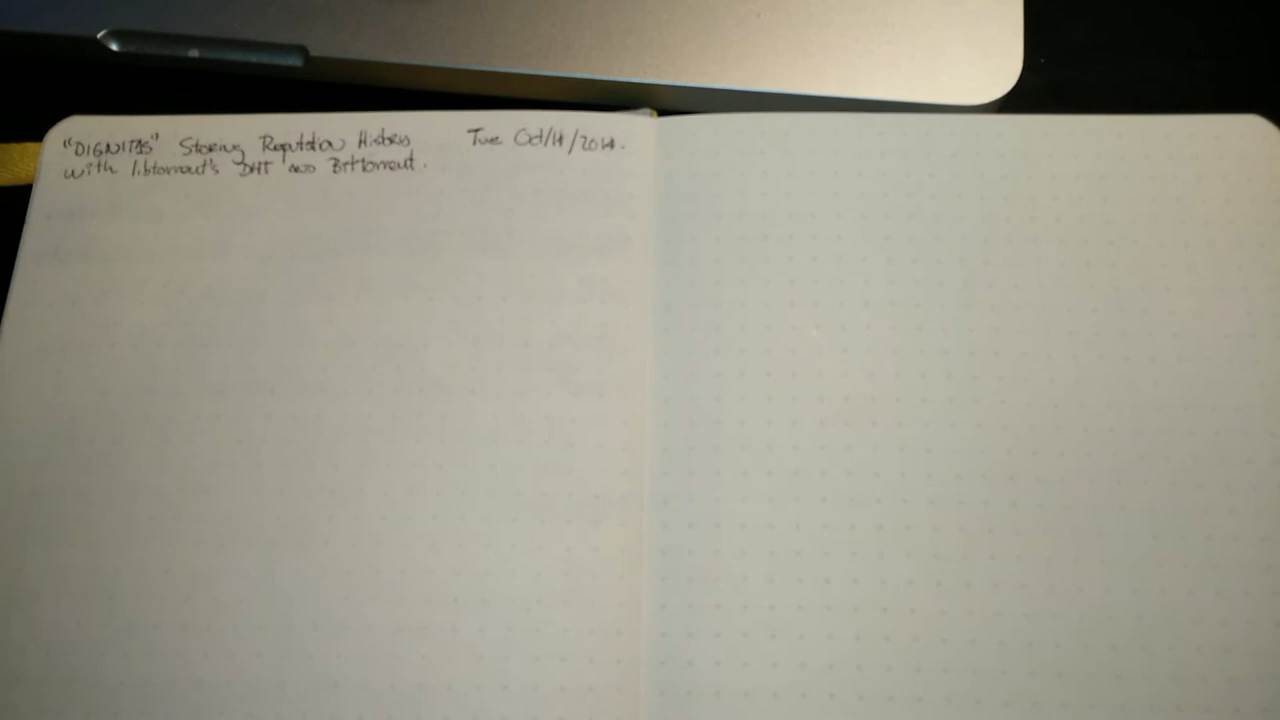 "DIGNITAS" Storing Reputation History Tue Oct/14/2014.
with libtorrent's DHT and BitTorrent.